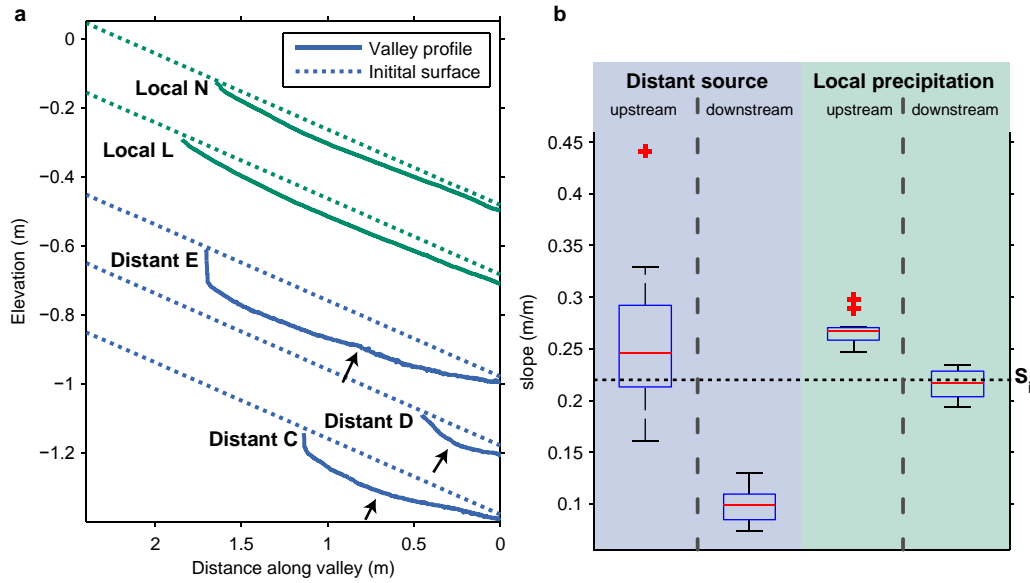 a
0
−0.2
−0.4
−0.6
−0.8
−1
−1.2
Elevation (m)
2
1.5
1
0.5
0
Distance along valley (m)
Valley profile
Initital surface
Local N
Local L
Distant E
Distant D
Distant C
b
Distant source
Local precipitation
upstream
downstream
upstream
downstream
0.45
0.4
0.35
0.3
0.25
0.2
0.1
slope (m/m)
S